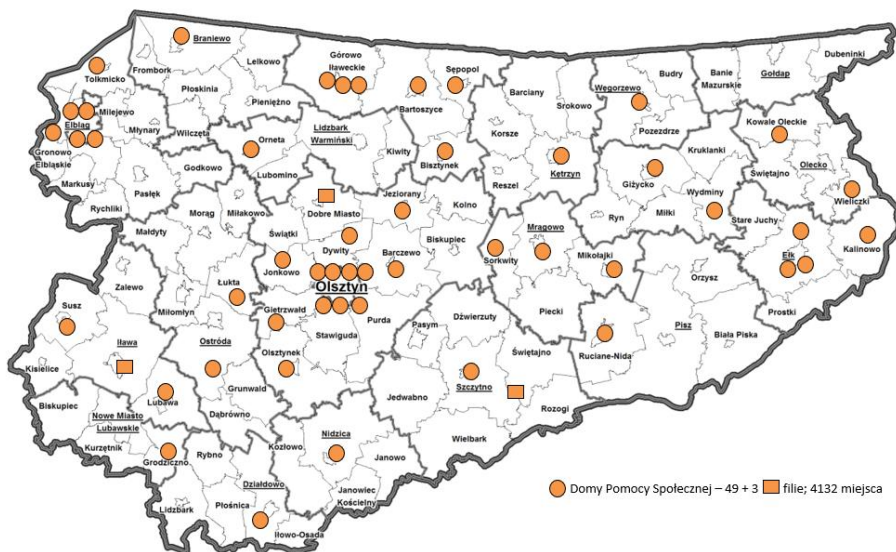 Braniewo
Lelkowo
Górowo
Iławeckie
Sępopol
Dubeninki
Gołdap
Banie
Mazurskie
Budry
Węgorzewo
Barciany
Srokowo
Tolkmicko
Frombork
Płoskinia
Pieniężno
Bartoszyce
Milejewo
Elbląg
Młynary
Wilczęta
Orneta
Lidzbark
Warmiński
Kiwity
Bisztynek
Korsze
Pozezdrze
Kowale Oleckie
Gronowo
Elbląskie
Godkowo
Lubomino
Reszel
Kętrzyn
Kruklanki
Giżycko
Świętajno
Olecko
Markusy
Pasłęk
Rychliki
Wieliczki
Wydminy
Jeziorany
Kolno
Dobre Miasto
Morąg
Miłakowo
Małdyty
Świątki
Ryn
Miłki
Stare Juchy
Mrągowo
Dywity
Biskupiec
Barczewo
Sorkwity
Mikołajki
Kalinowo
Ełk
Jonkowo
Olsztyn
Orzysz
Zalewo
Łukta
Miłomłyn
Susz
Gietrzwałd
Purda
Stawiguda
Dźwierzuty
Pasym
Piecki
Prostki
Pisz
Biała Piska
Ruciane-Nida
Iława
Ostróda
Olsztynek
Świętajno
Kisielice
Szczytno
Grunwald
Jedwabno
Lubawa
Dąbrówno
Rozogi
Biskupiec
Nowe Miasto
Lubawskie
Kurzętnik
Wielbark
Nidzica
Kozłowo
Janowo
Grodziczno
Rybno
Działdowo
Płośnica
Janowiec
Kościelny
Lidzbark
Iłowo-Osada
Domy Pomocy Społecznej – 49 + 3 filie; 4132 miejsca